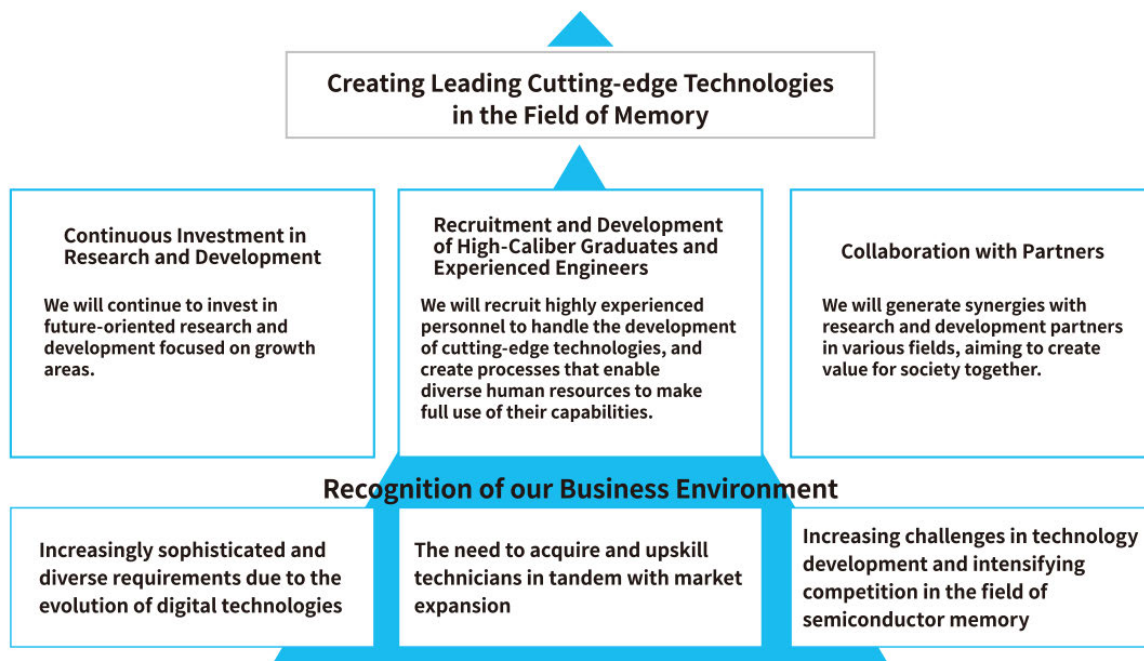 Creating Leading Cutting-edge Technologies
in the Field of Memory
Continuous Investment in
Research and Development
We will continue to invest in
future-oriented research and
development focused on growth
areas.
Recruitment and Development
of High-Caliber Graduates and
Experienced Engineers
We will recruit highly experienced
personnel to handle the development
of cutting-edge technologies, and
create processes that enable
diverse human resources to make
full use of their capabilities.
Collaboration with Partners
We will generate synergies with
research and development partners
in various fields, aiming to create
value for society together.
Recognition of our Business Environment
Increasingly sophisticated and
diverse requirements due to the
evolution of digital technologies
The need to acquire and upskill
technicians in tandem with market
expansion
Increasing challenges in technology
development and intensifying
competition in the field of
semiconductor memory